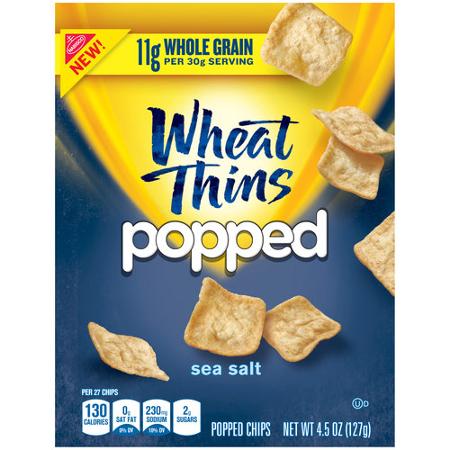 NABISCO
NEW!
11g WHOLE GRAIN
PER 30g SERVING
Wheat
Thins
popped
sea salt
PER 27 CHIPS
130
CALORIES
0g
SAT FAT
0% DV
230mg
SODIUM
10% DV
2g
SUGARS
U D
POPPED CHIPS NET WT 4.5 OZ (127g)